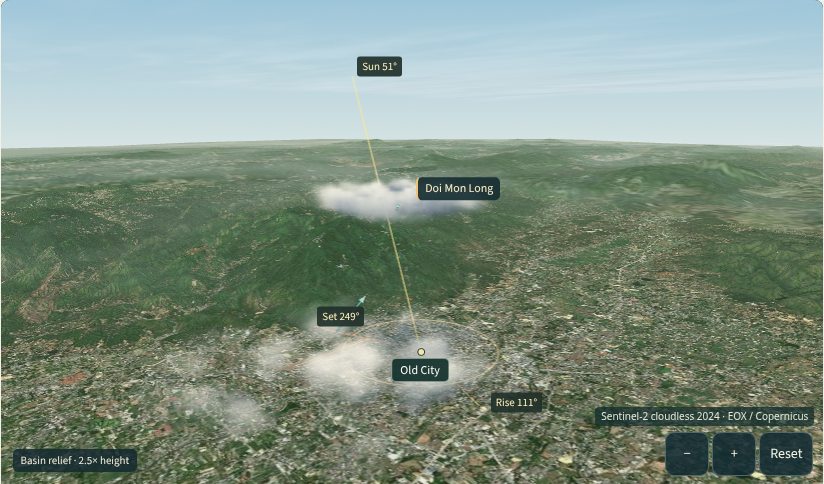 Sun 51°
Doi Mon Long
Set 249°
Old City
Rise 111°
Sentinel-2 cloudless 2024 · EOX / Copernicus
Basin relief · 2.5× height
−
+
Reset